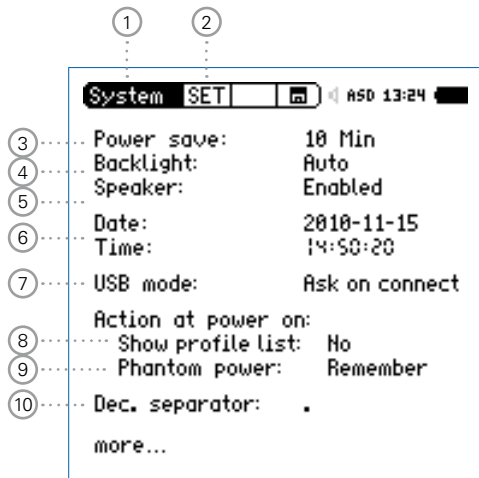 1 2
System SET ASD 13:24
3 Power save: 10 Min
4 Backlight: Auto
5 Speaker: Enabled
Date: 2010-11-15
6 Time: 14:50:20
7 USB mode: Ask on connect
Action at power on:
8 Show profile list: No
9 Phantom power: Remember
10 Dec. separator: .
more...